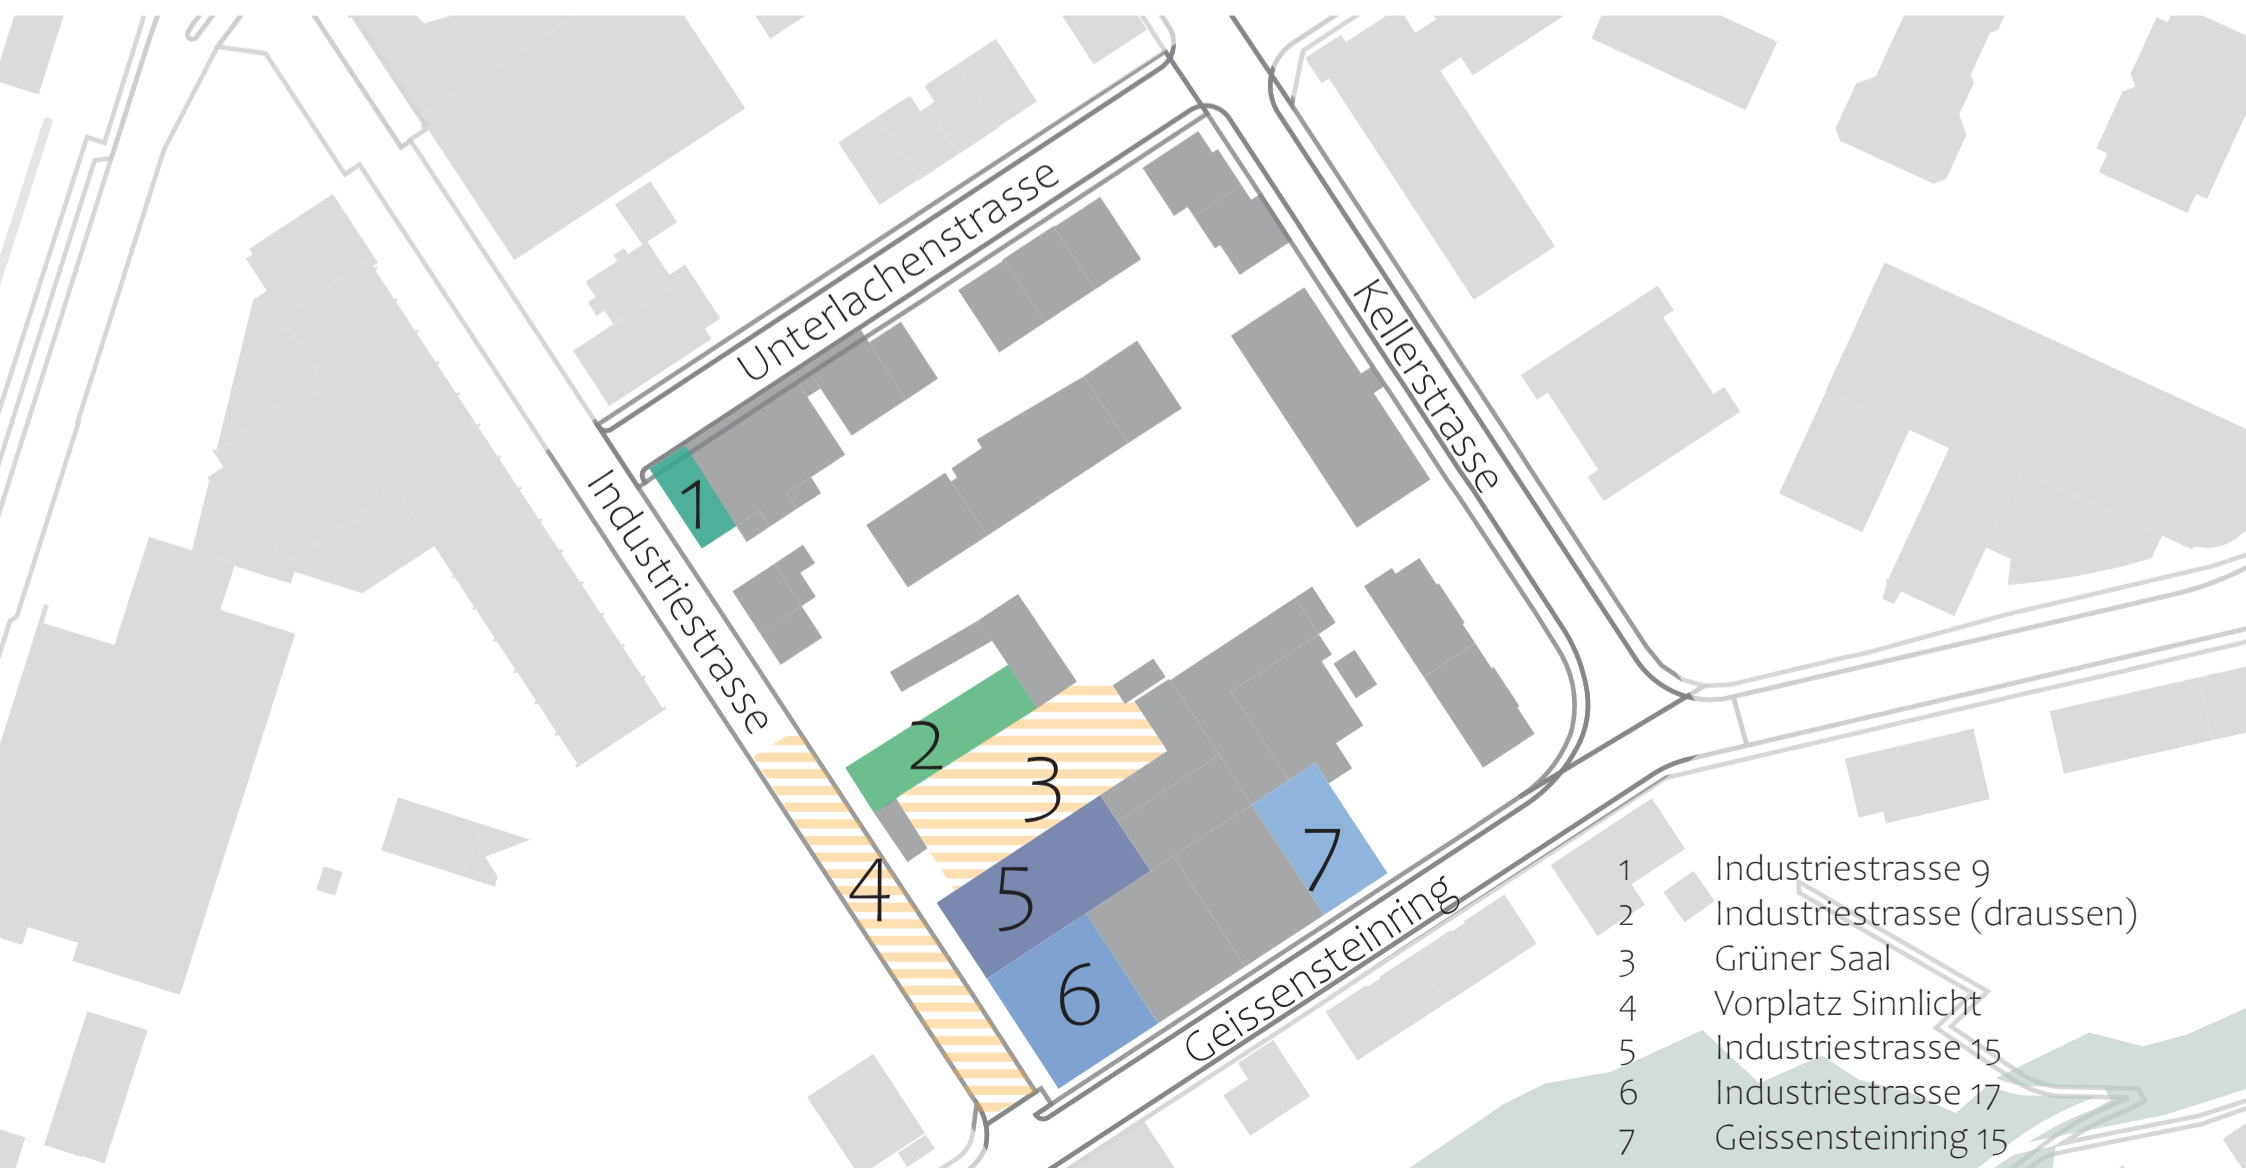 Unterlachenstrasse
Kellerstrasse
Industriestrasse
Geissensteinring
1
2
3
4
5
6
7
1 Industriestrasse 9
2 Industriestrasse (draussen)
3 Grüner Saal
4 Vorplatz Sinnlicht
5 Industriestrasse 15
6 Industriestrasse 17
7 Geissensteinring 15